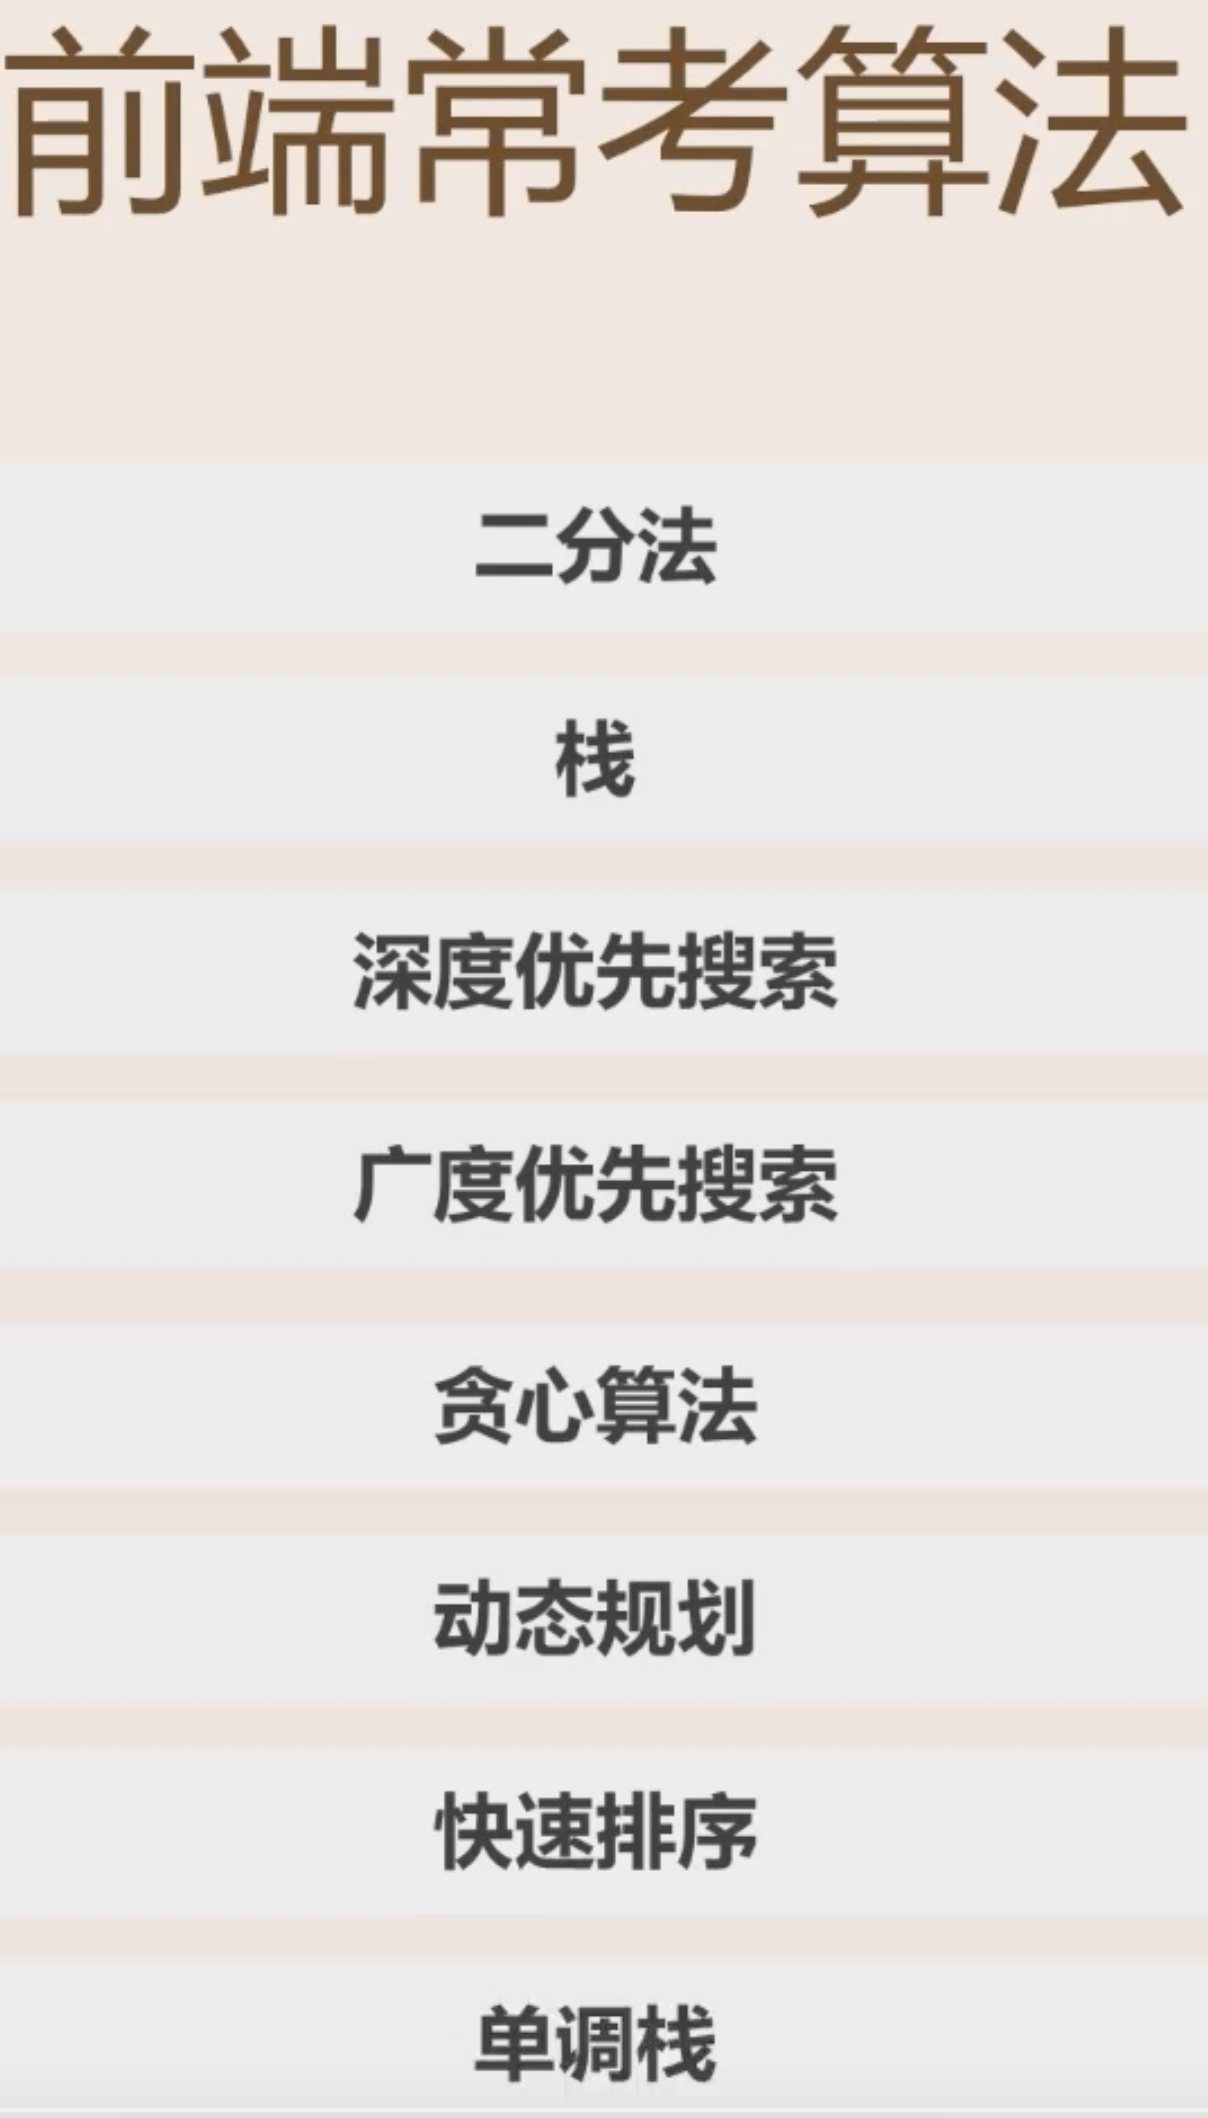 前端常考算法
二分法
栈
深度优先搜索
广度优先搜索
贪心算法
动态规划
快速排序
单调栈